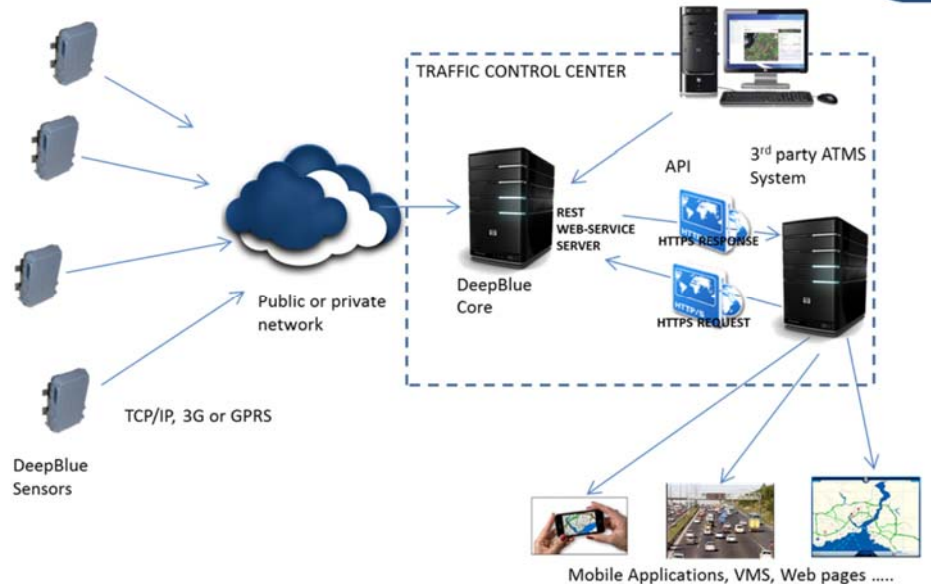 TRAFFIC CONTROL CENTER
API
3rd party ATMS
System
REST
WEB-SERVICE
SERVER
HTTPS RESPONSE
DeepBlue
Core
HTTPS REQUEST
Public or private
network
TCP/IP, 3G or GPRS
DeepBlue
Sensors
Mobile Applications, VMS, Web pages .....